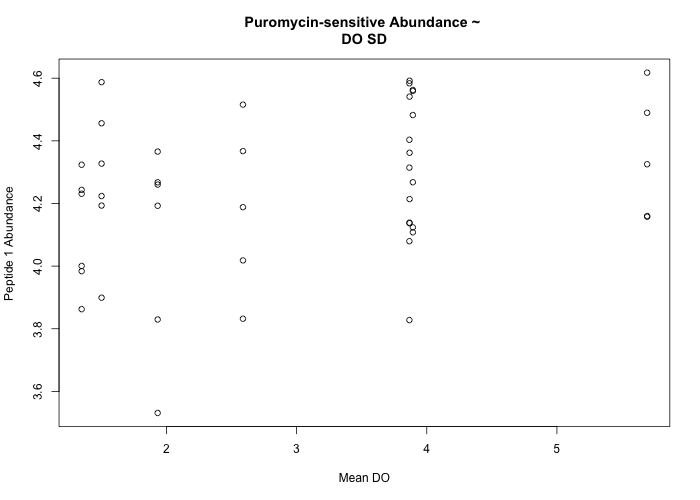 Puromycin-sensitive Abundance ~
DO SD
Peptide 1 Abundance
4.6
4.4
4.2
4.0
3.8
3.6
2 3 4 5
Mean DO